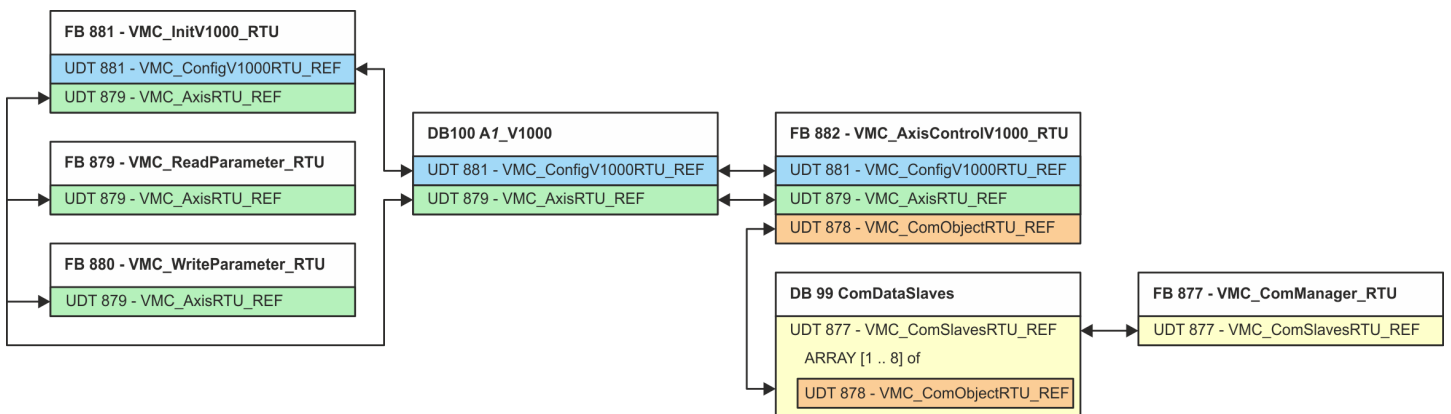 FB 881 - VMC_InitV1000_RTU
UDT 881 - VMC_ConfigV1000RTU_REF
UDT 879 - VMC_AxisRTU_REF
FB 879 - VMC_ReadParameter_RTU
UDT 879 - VMC_AxisRTU_REF
FB 880 - VMC_WriteParameter_RTU
UDT 879 - VMC_AxisRTU_REF
DB100 A1_V1000
UDT 881 - VMC_ConfigV1000RTU_REF
UDT 879 - VMC_AxisRTU_REF
FB 882 - VMC_AxisControlV1000_RTU
UDT 881 - VMC_ConfigV1000RTU_REF
UDT 879 - VMC_AxisRTU_REF
UDT 878 - VMC_ComObjectRTU_REF
DB 99 ComDataSlaves
UDT 877 - VMC_ComSlavesRTU_REF
ARRAY [1 .. 8] of
UDT 878 - VMC_ComObjectRTU_REF
FB 877 - VMC_ComManager_RTU
UDT 877 - VMC_ComSlavesRTU_REF